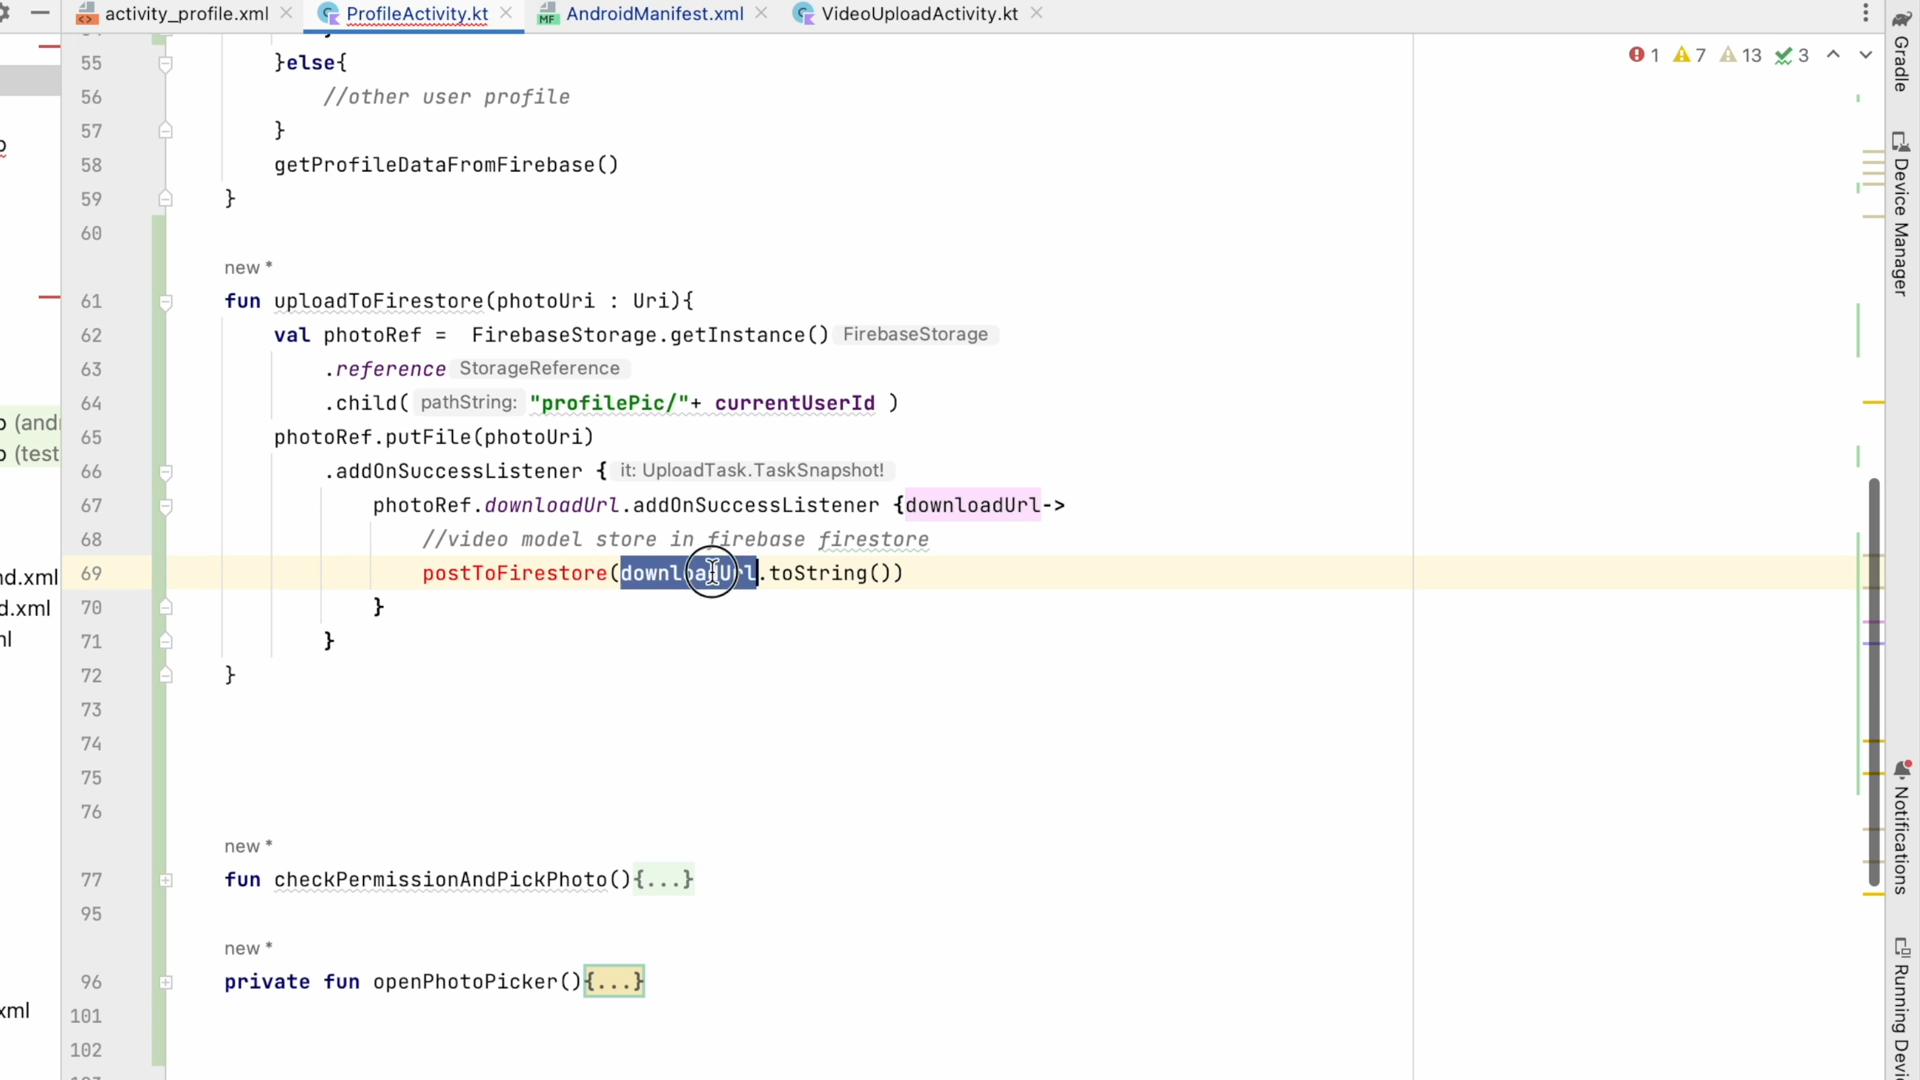 activity_profile.xml
ProfileActivity.kt
MF AndroidManifest.xml
VideoUploadActivity.kt
1 7 13 3
55 }else{
56 //other user profile
57 }
58 getProfileDataFromFirebase()
59 }
60
new *
61 fun uploadToFirestore(photoUri : Uri){
62 val photoRef = FirebaseStorage.getInstance() FirebaseStorage
63 .reference StorageReference
64 .child( pathString: "profilePic/"+ currentUserId )
65 photoRef.putFile(photoUri)
66 .addOnSuccessListener { it: UploadTask.TaskSnapshot!
67 photoRef.downloadUrl.addOnSuccessListener {downloadUrl->
68 //video model store in firebase firestore
69 postToFirestore(downloadUrl.toString())
70 }
71 }
72 }
73
74
75
76
new *
77 fun checkPermissionAndPickPhoto(){...}
95
new *
96 private fun openPhotoPicker(){...}
101
102
(test
d.xml
xml
Gradle
Device Manager
Notifications